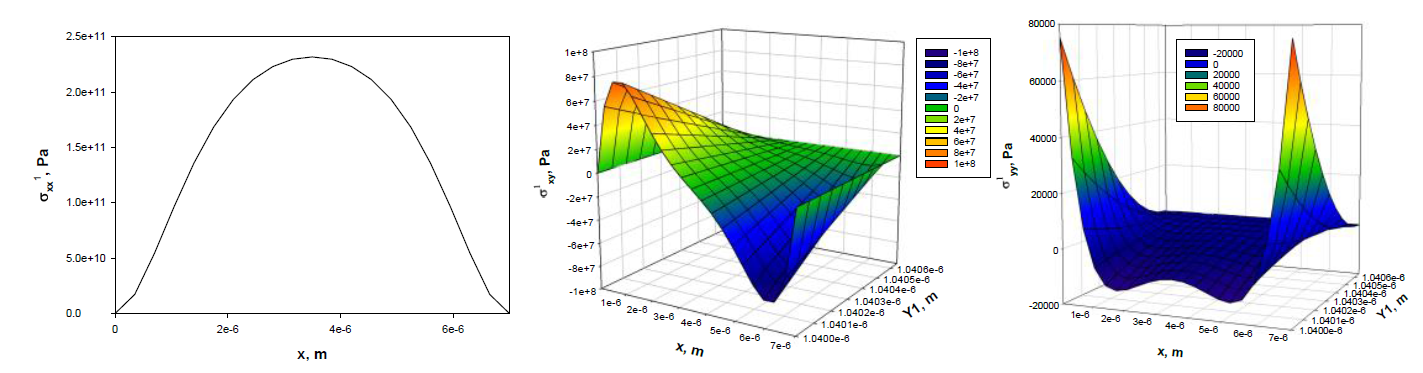 2.5e+11
2.0e+11
1.5e+11
1.0e+11
5.0e+10
0.0
σxx¹, Pa
0
2e-6
4e-6
6e-6
x, m
1e+8
8e+7
6e+7
4e+7
2e+7
0
-2e+7
-4e+7
-6e+7
-8e+7
-1e+8
σ¹xy, Pa
1e-6
2e-6
3e-6
4e-6
5e-6
6e-6
7e-6
x, m
1.0406e-6
1.0405e-6
1.0404e-6
1.0403e-6
1.0402e-6
1.0401e-6
1.0400e-6
Y1, m
-1e+8
-8e+7
-6e+7
-4e+7
-2e+7
0
2e+7
4e+7
6e+7
8e+7
1e+8
80000
60000
40000
20000
0
-20000
σ¹yy, Pa
-20000
0
20000
40000
60000
80000
1e-6
2e-6
3e-6
4e-6
5e-6
6e-6
7e-6
x, m
1.0406e-6
1.0405e-6
1.0404e-6
1.0403e-6
1.0402e-6
1.0401e-6
1.0400e-6
Y1, m